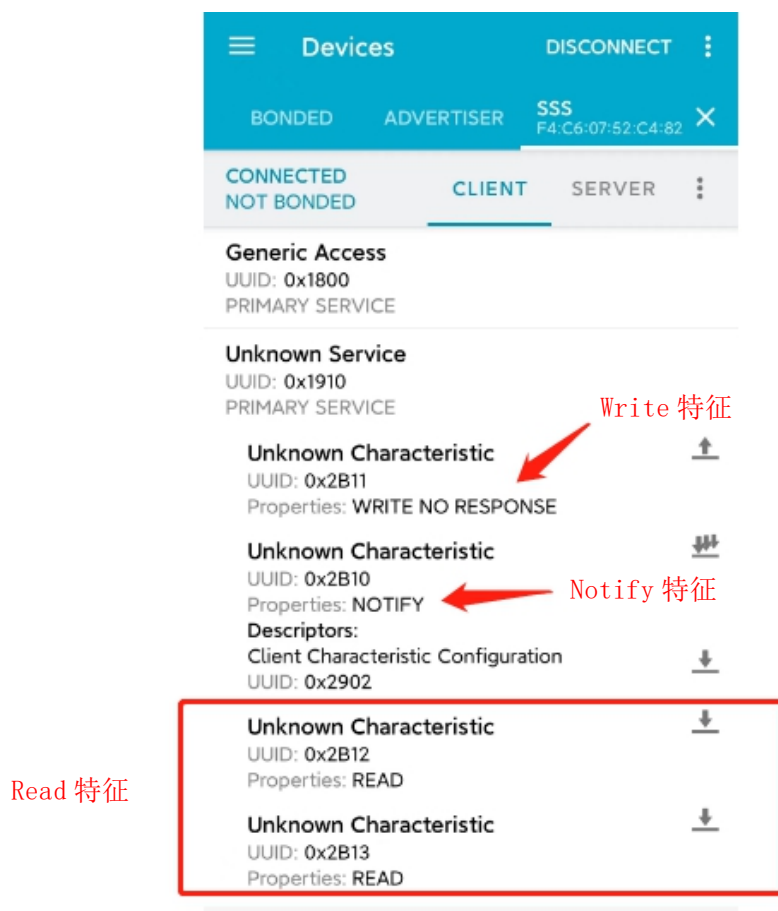 Devices
DISCONNECT
BONDED
ADVERTISER
SSS
F4:C6:07:52:C4:82
CONNECTED
NOT BONDED
CLIENT
SERVER
Generic Access
UUID: 0x1800
PRIMARY SERVICE
Unknown Service
UUID: 0x1910
PRIMARY SERVICE
Write 特征
Unknown Characteristic
UUID: 0x2B11
Properties: WRITE NO RESPONSE
Unknown Characteristic
UUID: 0x2B10
Properties: NOTIFY
Notify 特征
Descriptors:
Client Characteristic Configuration
UUID: 0x2902
Unknown Characteristic
UUID: 0x2B12
Properties: READ
Read 特征
Unknown Characteristic
UUID: 0x2B13
Properties: READ